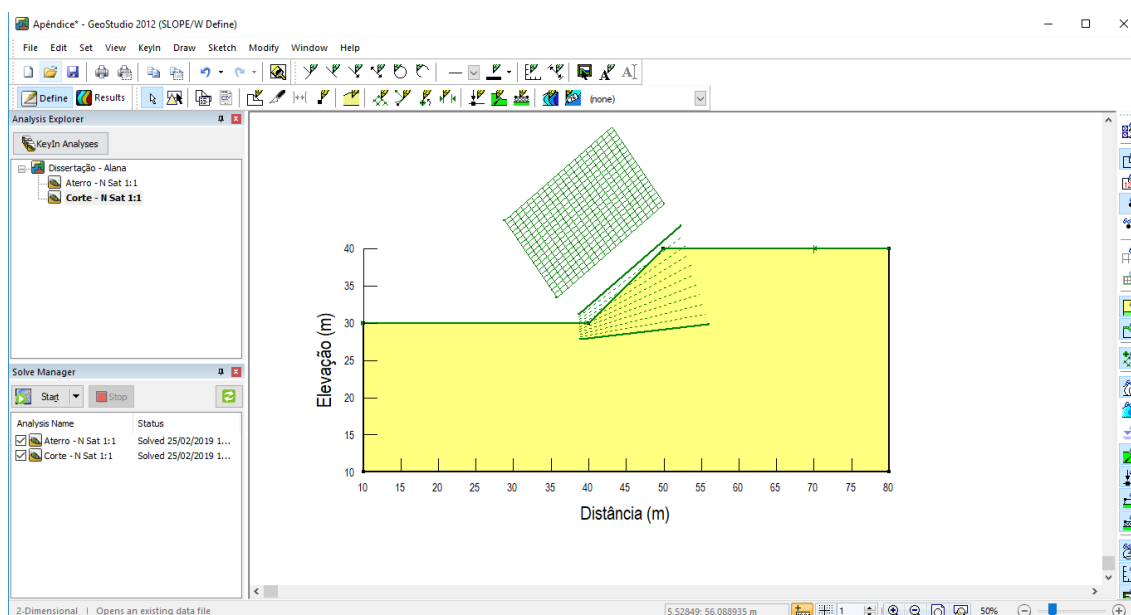 Apéndice* - GeoStudio 2012 (SLOPE/W Define)
File Edit Set View KeyIn Draw Sketch Modify Window Help
Define Results (none)
Analysis Explorer
KeyIn Analyses
Dissertação - Alana
Aterro - N Sat 1:1
Corte - N Sat 1:1
Solve Manager
Start Stop
Analysis Name Status
Aterro - N Sat 1:1 Solved 25/02/2019 1...
Corte - N Sat 1:1 Solved 25/02/2019 1...
40
35
30
25
20
15
10
Elevação (m)
10 15 20 25 30 35 40 45 50 55 60 65 70 75 80
Distância (m)
2-Dimensional | Opens an existing data file 5.52849; 56.088935 m 1 50%